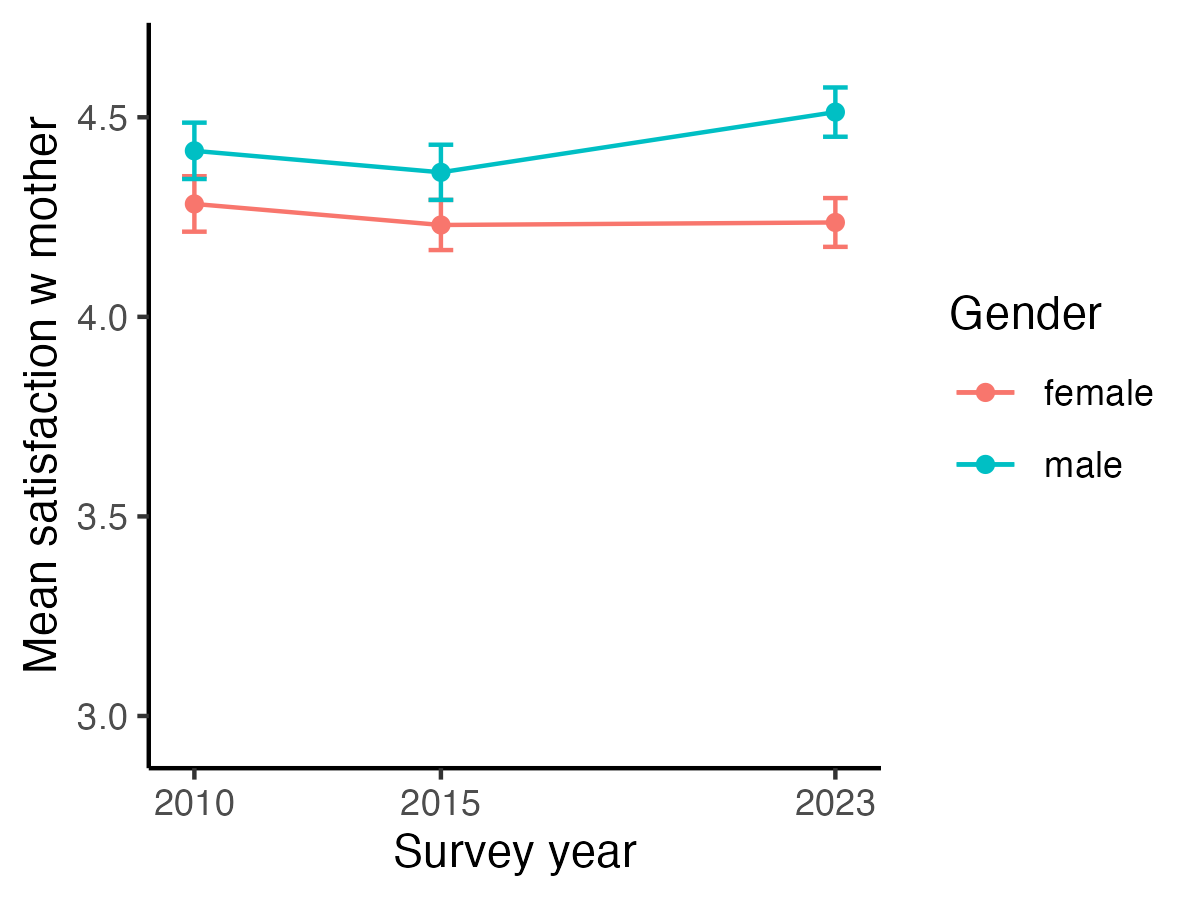 Mean satisfaction w mother
4.5
4.0
3.5
3.0
2010 2015 2023
Survey year
Gender
female
male